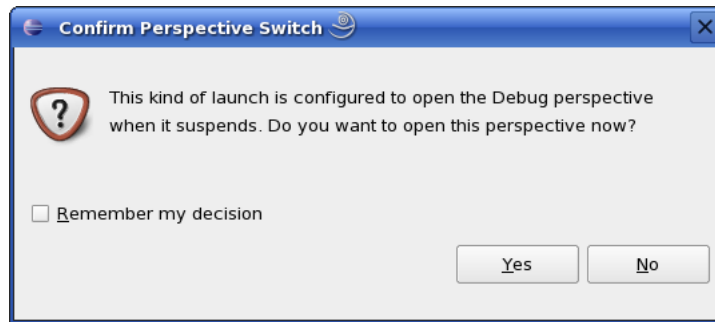 Confirm Perspective Switch
This kind of launch is configured to open the Debug perspective
when it suspends. Do you want to open this perspective now?
Remember my decision
Yes No